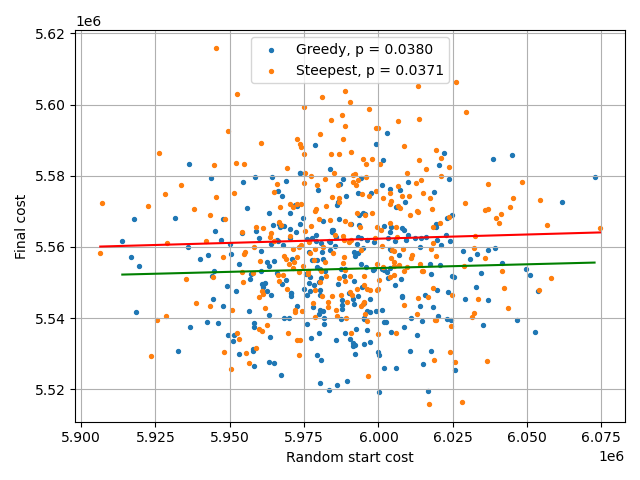 1e6
5.62
5.60
5.58
5.56
5.54
5.52
Final cost
Greedy, p = 0.0380
Steepest, p = 0.0371
5.900 5.925 5.950 5.975 6.000 6.025 6.050 6.075
Random start cost
1e6